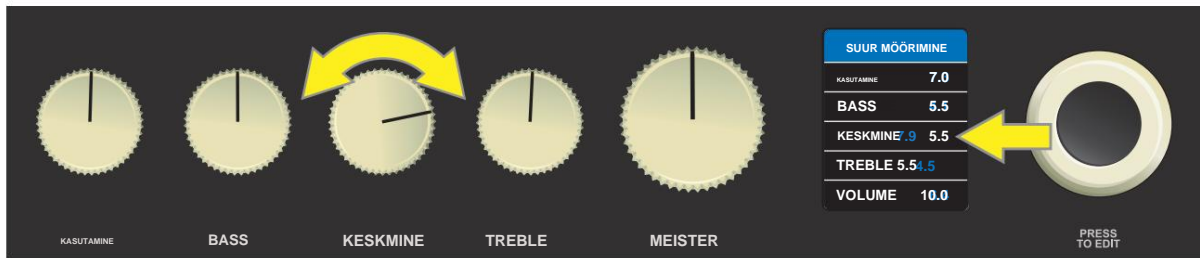 SUUR MÖÖRIMINE
KASUTAMINE 7.0
BASS 5.5
KESKMINE 7.9 5.5
TREBLE 5.5 4.5
VOLUME 10.0
KASUTAMINE
BASS
KESKMINE
TREBLE
MEISTER
PRESS
TO EDIT